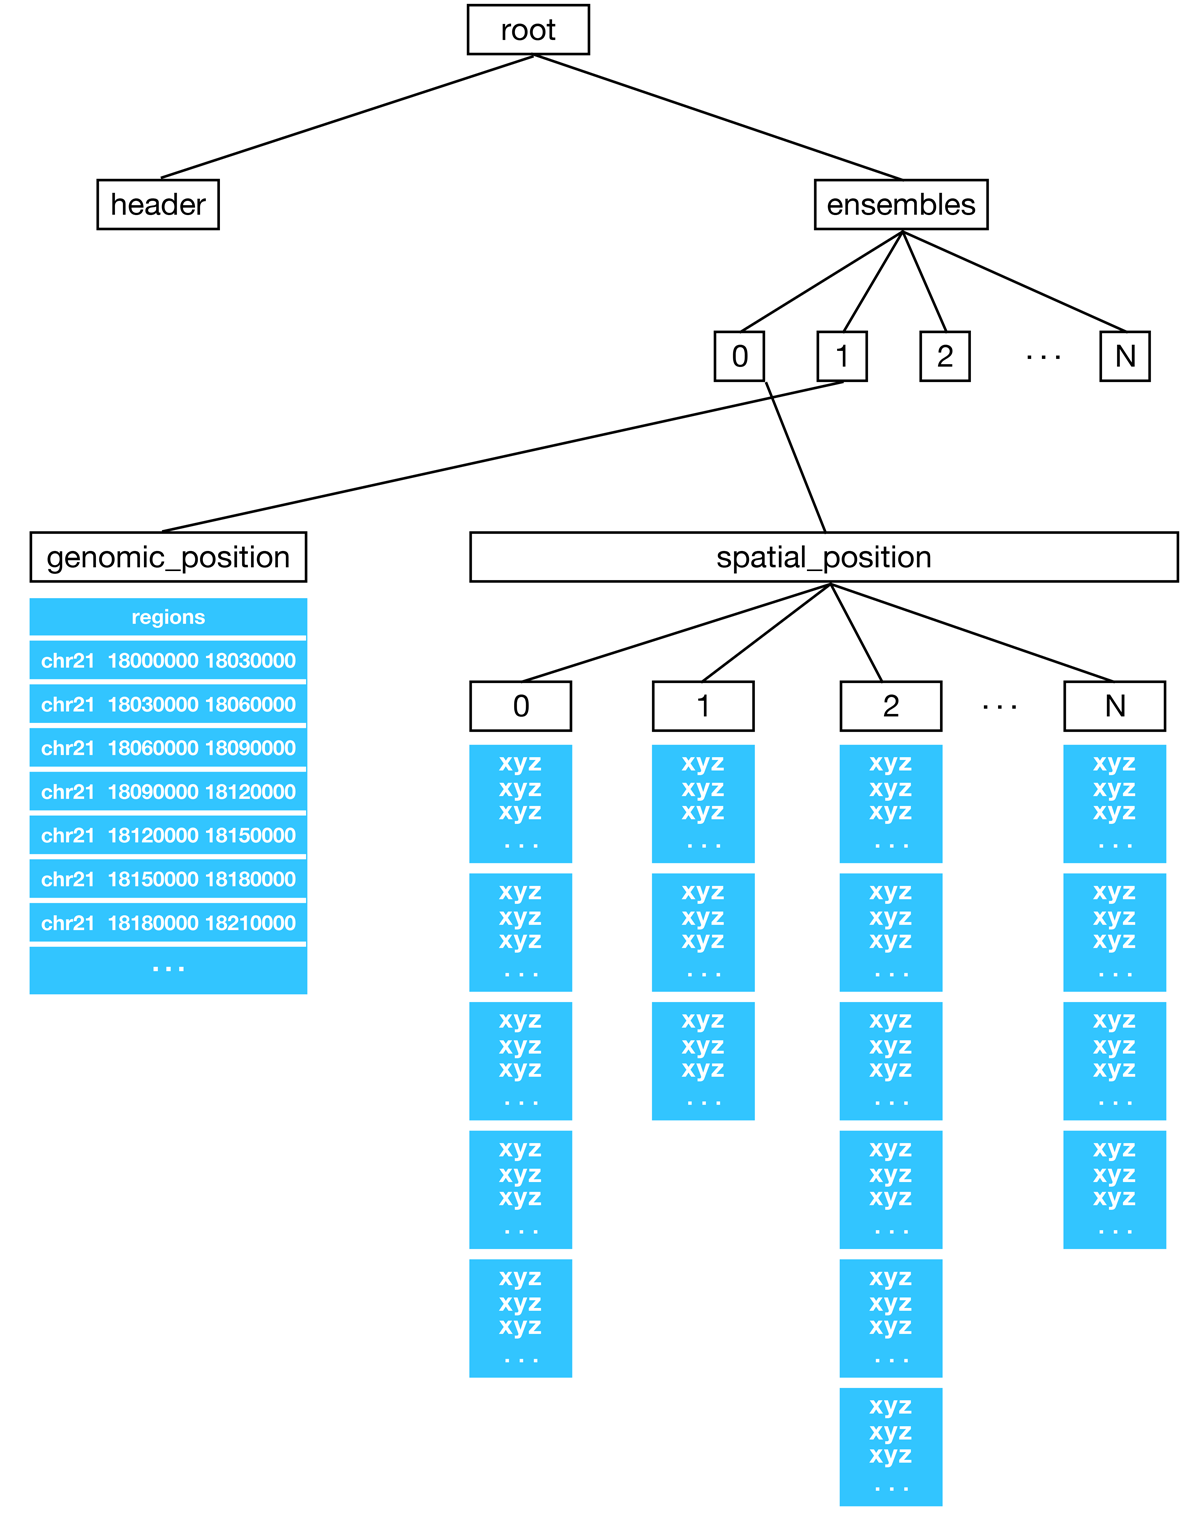 root
header
ensembles
0
1
2
...
N
genomic_position
regions
chr21 18000000 18030000
chr21 18030000 18060000
chr21 18060000 18090000
chr21 18090000 18120000
chr21 18120000 18150000
chr21 18150000 18180000
chr21 18180000 18210000
...
spatial_position
0
xyz
xyz
xyz
...
xyz
xyz
xyz
...
xyz
xyz
xyz
...
xyz
xyz
xyz
...
xyz
xyz
xyz
...
1
xyz
xyz
xyz
...
xyz
xyz
xyz
...
xyz
xyz
xyz
...
2
xyz
xyz
xyz
...
xyz
xyz
xyz
...
xyz
xyz
xyz
...
xyz
xyz
xyz
...
xyz
xyz
xyz
...
xyz
xyz
xyz
...
...
N
xyz
xyz
xyz
...
xyz
xyz
xyz
...
xyz
xyz
xyz
...
xyz
xyz
xyz
...